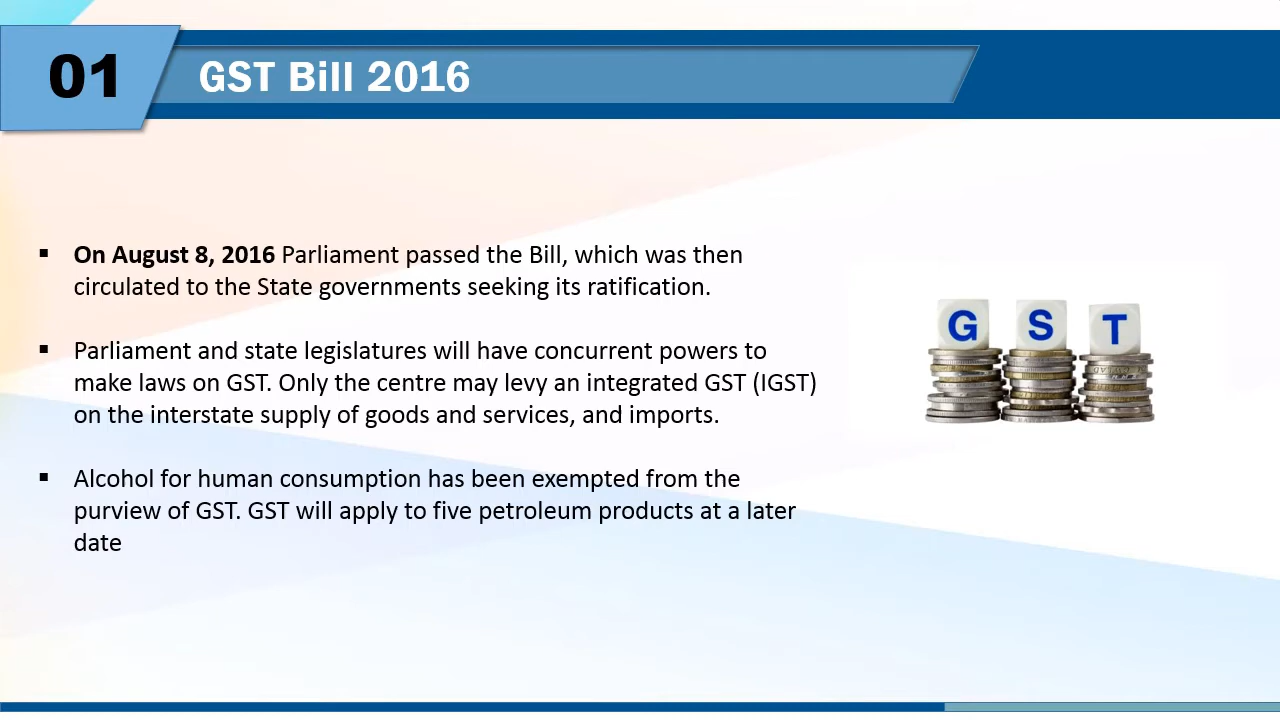 01
GST Bill 2016
▪ On August 8, 2016 Parliament passed the Bill, which was then
circulated to the State governments seeking its ratification.
▪ Parliament and state legislatures will have concurrent powers to
make laws on GST. Only the centre may levy an integrated GST (IGST)
on the interstate supply of goods and services, and imports.
▪ Alcohol for human consumption has been exempted from the
purview of GST. GST will apply to five petroleum products at a later
date
G S T